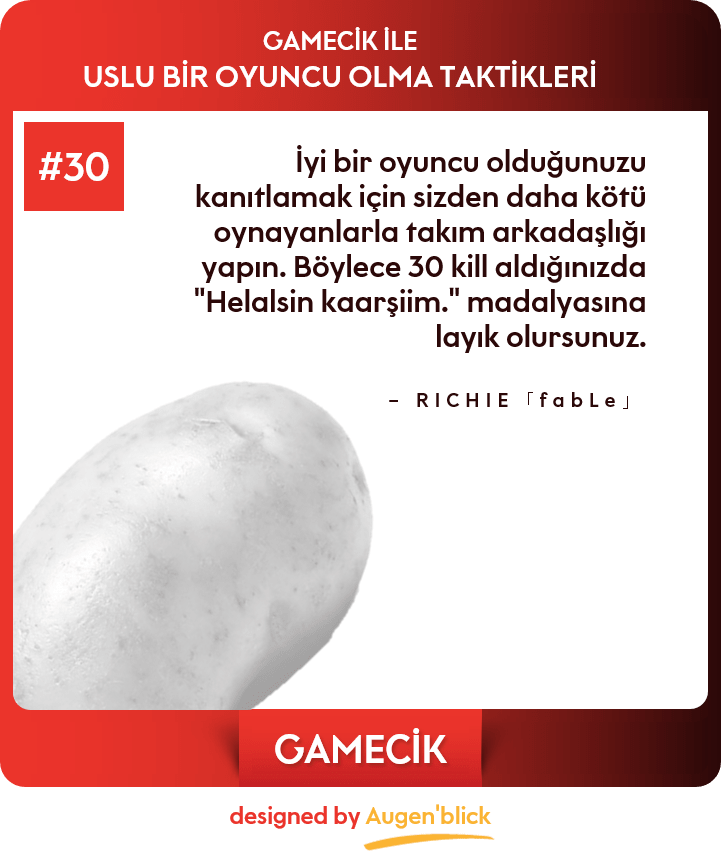 GAMECİK İLE
USLU BİR OYUNCU OLMA TAKTİKLERİ
#30
İyi bir oyuncu olduğunuzu
kanıtlamak için sizden daha kötü
oynayanlarla takım arkadaşlığı
yapın. Böylece 30 kill aldığınızda
"Helalsin kaarşiim." madalyasına
layık olursunuz.
– RICHIE「fabLe」
GAMECİK
designed by Augen'blick